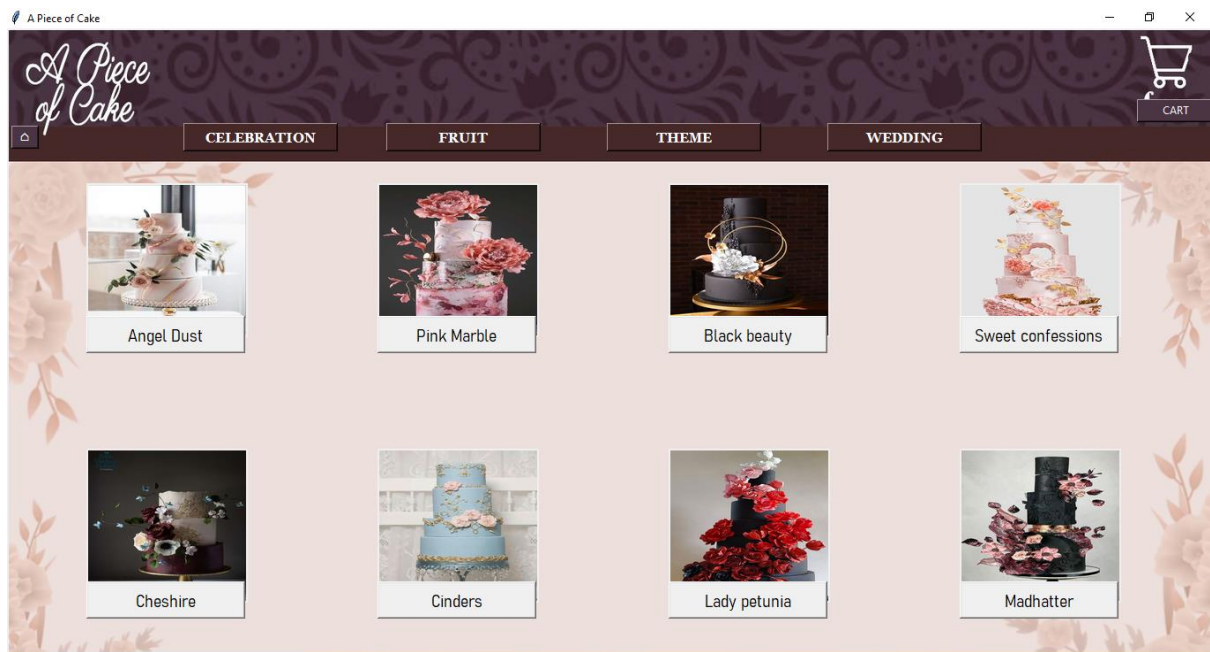 A Piece of Cake
A Piece
of Cake
CART
CELEBRATION FRUIT THEME WEDDING
Angel Dust Pink Marble Black beauty Sweet confessions
Cheshire Cinders Lady petunia Madhatter